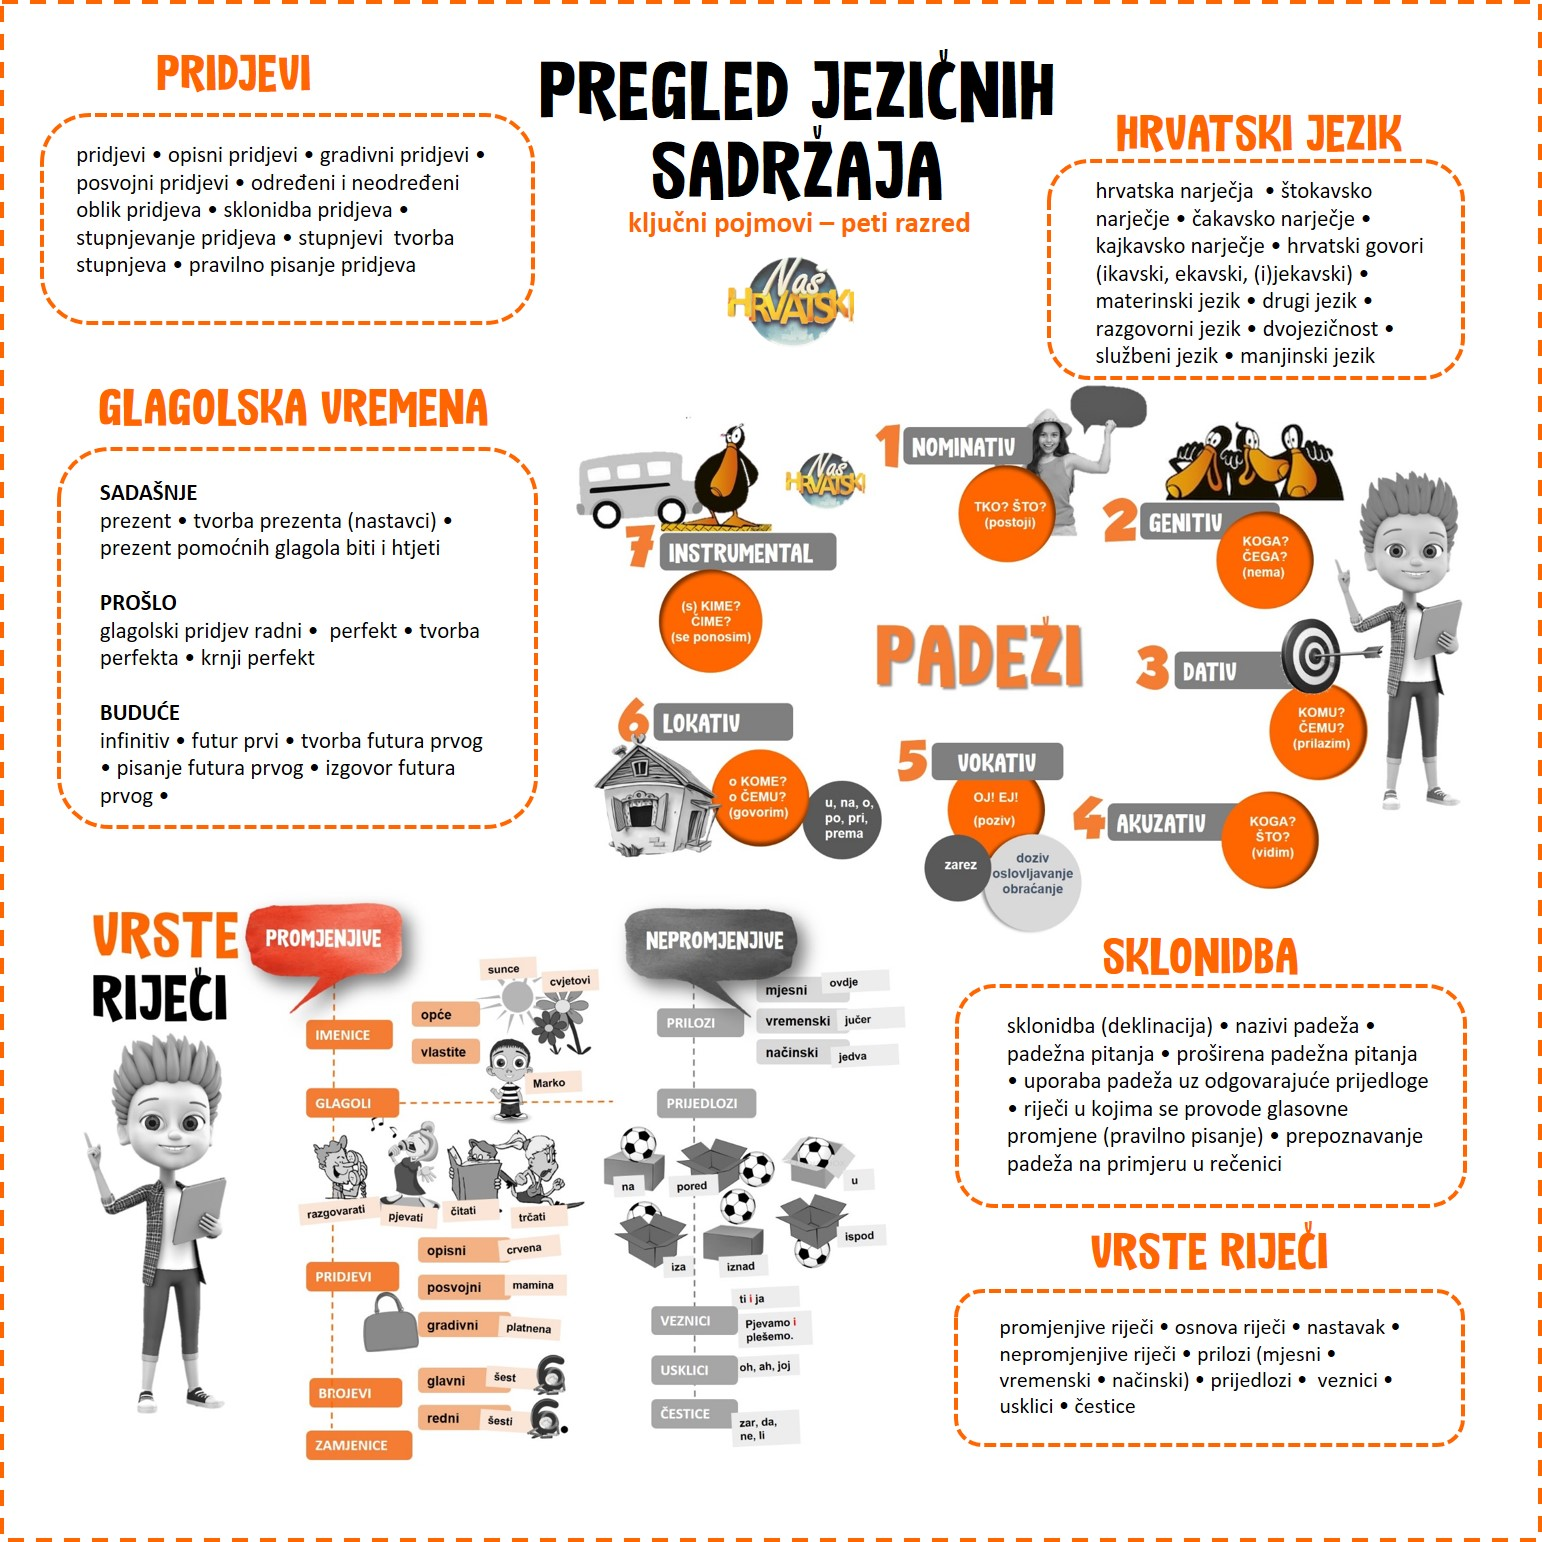 PREGLED JEZIČNIH
SADRŽAJA
ključni pojmovi – peti razred
Naš
HRVATSKI
PRIDJEVI
pridjevi • opisni pridjevi • gradivni pridjevi •
posvojni pridjevi • određeni i neodređeni
oblik pridjeva • sklonidba pridjeva •
stupnjevanje pridjeva • stupnjevi  tvorba
stupnjeva • pravilno pisanje pridjeva
HRVATSKI JEZIK
hrvatska narječja  • štokavsko
narječje • čakavsko narječje •
kajkavsko narječje • hrvatski govori
(ikavski, ekavski, (i)jekavski) •
materinski jezik • drugi jezik •
razgovorni jezik • dvojezičnost •
službeni jezik • manjinski jezik
GLAGOLSKA VREMENA
SADAŠNJE
prezent • tvorba prezenta (nastavci) •
prezent pomoćnih glagola biti i htjeti
PROŠLO
glagolski pridjev radni •  perfekt • tvorba
perfekta • krnji perfekt
BUDUĆE
infinitiv • futur prvi • tvorba futura prvog
• pisanje futura prvog • izgovor futura
prvog •
Naš
HRVATSKI
PADEŽI
1 NOMINATIV
TKO? ŠTO?
(postoji)
2 GENITIV
KOGA?
ČEGA?
(nema)
3 DATIV
KOMU?
ČEMU?
(prilazim)
4 AKUZATIV
KOGA?
ŠTO?
(vidim)
5 VOKATIV
OJ! EJ!
(poziv)
zarez
doziv
oslovljavanje
obraćanje
6 LOKATIV
o KOME?
o ČEMU?
(govorim)
u, na, o,
po, pri,
prema
7 INSTRUMENTAL
(s) KIME?
ČIME?
(se ponosim)
VRSTE
RIJEČI
PROMJENJIVE
IMENICE
opće
sunce
cvjetovi
vlastite
Marko
GLAGOLI
razgovarati
pjevati
čitati
trčati
PRIDJEVI
opisni
crvena
posvojni
mamina
gradivni
platnena
BROJEVI
glavni
šest
6
redni
šesti
6.
ZAMJENICE
NEPROMJENJIVE
PRILOZI
mjesni
ovdje
vremenski
jučer
načinski
jedva
PRIJEDLOZI
na
pored
u
iza
iznad
ispod
VEZNICI
ti i ja
Pjevamo i
plešemo.
USKLICI
oh, ah, joj
ČESTICE
zar, da,
ne, li
SKLONIDBA
sklonidba (deklinacija) • nazivi padeža •
padežna pitanja • proširena padežna pitanja
• uporaba padeža uz odgovarajuće prijedloge
• riječi u kojima se provode glasovne
promjene (pravilno pisanje) • prepoznavanje
padeža na primjeru u rečenici
VRSTE RIJEČI
promjenjive riječi • osnova riječi • nastavak •
nepromjenjive riječi • prilozi (mjesni •
vremenski • načinski) • prijedlozi •  veznici •
usklici • čestice